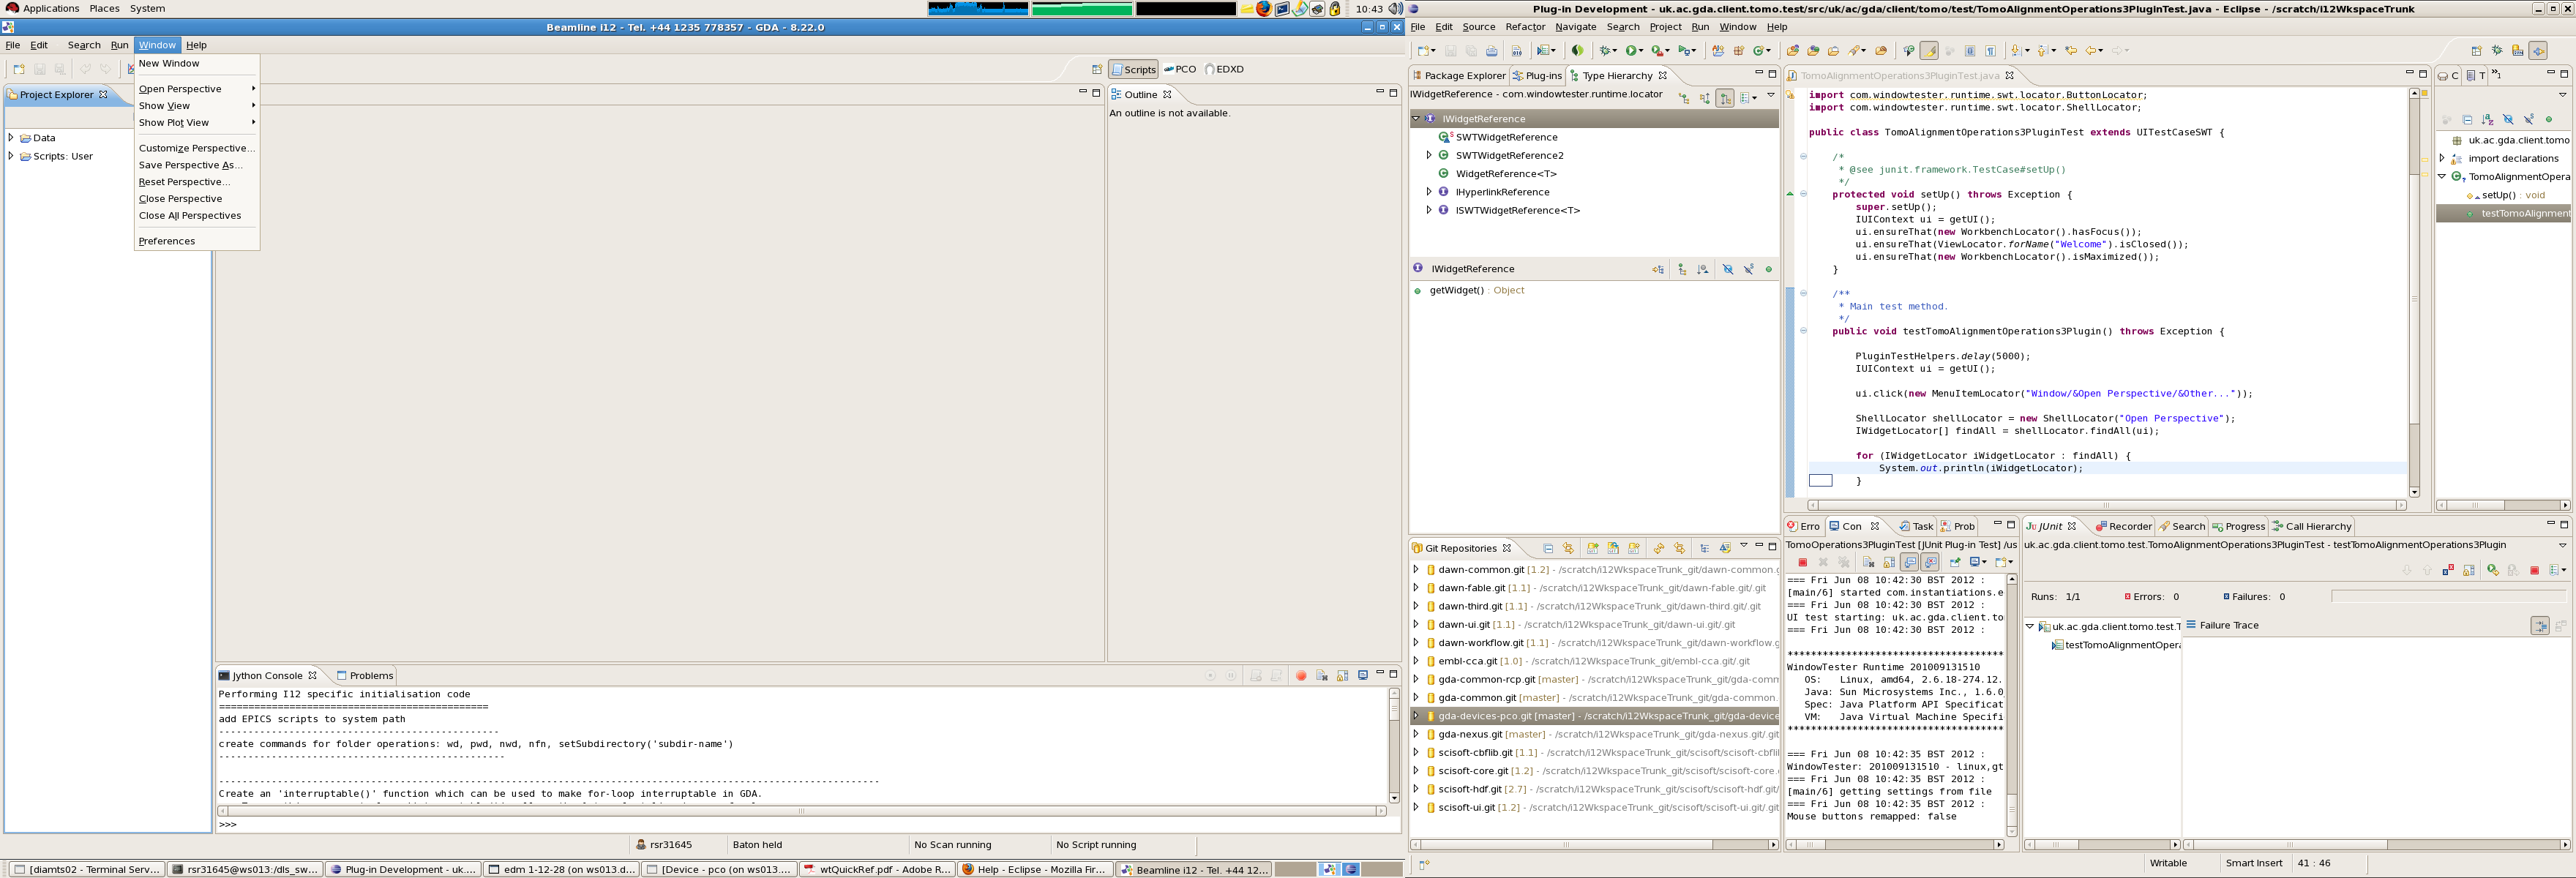 Applications Places System
10:43
Beamline i12 - Tel. +44 1235 778357 - GDA - 8.22.0
File Edit Search Run Window Help
Scripts PCO EDXD
New Window
Open Perspective
Show View
Show Plot View
Customize Perspective...
Save Perspective As...
Reset Perspective...
Close Perspective
Close All Perspectives
Preferences
Project Explorer
Data
Scripts: User
Outline
An outline is not available.
Jython Console Problems
Performing I12 specific initialisation code
==============================================
add EPICS scripts to system path
------------------------------------------------
create commands for folder operations: wd, pwd, nwd, nfn, setSubdirectory('subdir-name')
-------------------------------------------------
Create an 'interruptable()' function which can be used to make for-loop interruptable in GDA.
>>>
rsr31645 Baton held No Scan running No Script running
[diamts02 - Terminal Serv... rsr31645@ws013:/dls_sw... Plug-in Development - uk.... edm 1-12-28 (on ws013.d... [Device - pco (on ws013.... wtQuickRef.pdf - Adobe R... Help - Eclipse - Mozilla Fir... Beamline i12 - Tel. +44 12...
Plug-in Development - uk.ac.gda.client.tomo.test/src/uk/ac/gda/client/tomo/test/TomoAlignmentOperations3PluginTest.java - Eclipse - /scratch/i12WkspaceTrunk
File Edit Source Refactor Navigate Search Project Run Window Help
Package Explorer Plug-ins Type Hierarchy
IWidgetReference - com.windowtester.runtime.locator
IWidgetReference
SWTWidgetReference
SWTWidgetReference2
WidgetReference<T>
IHyperlinkReference
ISWTWidgetReference<T>
IWidgetReference
getWidget() : Object
Git Repositories
dawn-common.git [1.2] - /scratch/i12WkspaceTrunk_git/dawn-common.g
dawn-fable.git [1.1] - /scratch/i12WkspaceTrunk_git/dawn-fable.git/.git
dawn-third.git [1.1] - /scratch/i12WkspaceTrunk_git/dawn-third.git/.git
dawn-ui.git [1.1] - /scratch/i12WkspaceTrunk_git/dawn-ui.git/.git
dawn-workflow.git [1.1] - /scratch/i12WkspaceTrunk_git/dawn-workflow.g
embl-cca.git [1.0] - /scratch/i12WkspaceTrunk_git/embl-cca.git/.git
gda-common-rcp.git [master] - /scratch/i12WkspaceTrunk_git/gda-comm
gda-common.git [master] - /scratch/i12WkspaceTrunk_git/gda-common.
gda-devices-pco.git [master] - /scratch/i12WkspaceTrunk_git/gda-device
gda-nexus.git [master] - /scratch/i12WkspaceTrunk_git/gda-nexus.git/.git
scisoft-cbflib.git [1.1] - /scratch/i12WkspaceTrunk_git/scisoft/scisoft-cbfli
scisoft-core.git [1.2] - /scratch/i12WkspaceTrunk_git/scisoft/scisoft-core.
scisoft-hdf.git [2.7] - /scratch/i12WkspaceTrunk_git/scisoft/scisoft-hdf.git/
scisoft-ui.git [1.2] - /scratch/i12WkspaceTrunk_git/scisoft/scisoft-ui.git/.git
TomoAlignmentOperations3PluginTest.java
import com.windowtester.runtime.swt.locator.ButtonLocator;
import com.windowtester.runtime.swt.locator.ShellLocator;
public class TomoAlignmentOperations3PluginTest extends UITestCaseSWT {
/*
* @see junit.framework.TestCase#setUp()
*/
protected void setUp() throws Exception {
super.setUp();
IUIContext ui = getUI();
ui.ensureThat(new WorkbenchLocator().hasFocus());
ui.ensureThat(ViewLocator.forName("Welcome").isClosed());
ui.ensureThat(new WorkbenchLocator().isMaximized());
}
/**
* Main test method.
*/
public void testTomoAlignmentOperations3Plugin() throws Exception {
PluginTestHelpers.delay(5000);
IUIContext ui = getUI();
ui.click(new MenuItemLocator("Window/&Open Perspective/&Other..."));
ShellLocator shellLocator = new ShellLocator("Open Perspective");
IWidgetLocator[] findAll = shellLocator.findAll(ui);
for (IWidgetLocator iWidgetLocator : findAll) {
System.out.println(iWidgetLocator);
}
C T »1
uk.ac.gda.client.tomo
import declarations
TomoAlignmentOpera
setUp() : void
testTomoAlignment
Erro Con Task Prob
TomoOperations3PluginTest [JUnit Plug-in Test] /us
=== Fri Jun 08 10:42:30 BST 2012 :
[main/6] started com.instantiations.e
=== Fri Jun 08 10:42:30 BST 2012 :
UI test starting: uk.ac.gda.client.to
=== Fri Jun 08 10:42:30 BST 2012 :
*************************************
WindowTester Runtime 201009131510
OS: Linux, amd64, 2.6.18-274.12.
Java: Sun Microsystems Inc., 1.6.0
Spec: Java Platform API Specificat
VM: Java Virtual Machine Specifi
*************************************
=== Fri Jun 08 10:42:35 BST 2012 :
WindowTester: 201009131510 - linux,gt
=== Fri Jun 08 10:42:35 BST 2012 :
[main/6] getting settings from file
=== Fri Jun 08 10:42:35 BST 2012 :
Mouse buttons remapped: false
JUnit Recorder Search Progress Call Hierarchy
uk.ac.gda.client.tomo.test.TomoAlignmentOperations3PluginTest - testTomoAlignmentOperations3Plugin
Runs: 1/1 Errors: 0 Failures: 0
uk.ac.gda.client.tomo.test.T
testTomoAlignmentOpera
Failure Trace
Writable Smart Insert 41 : 46